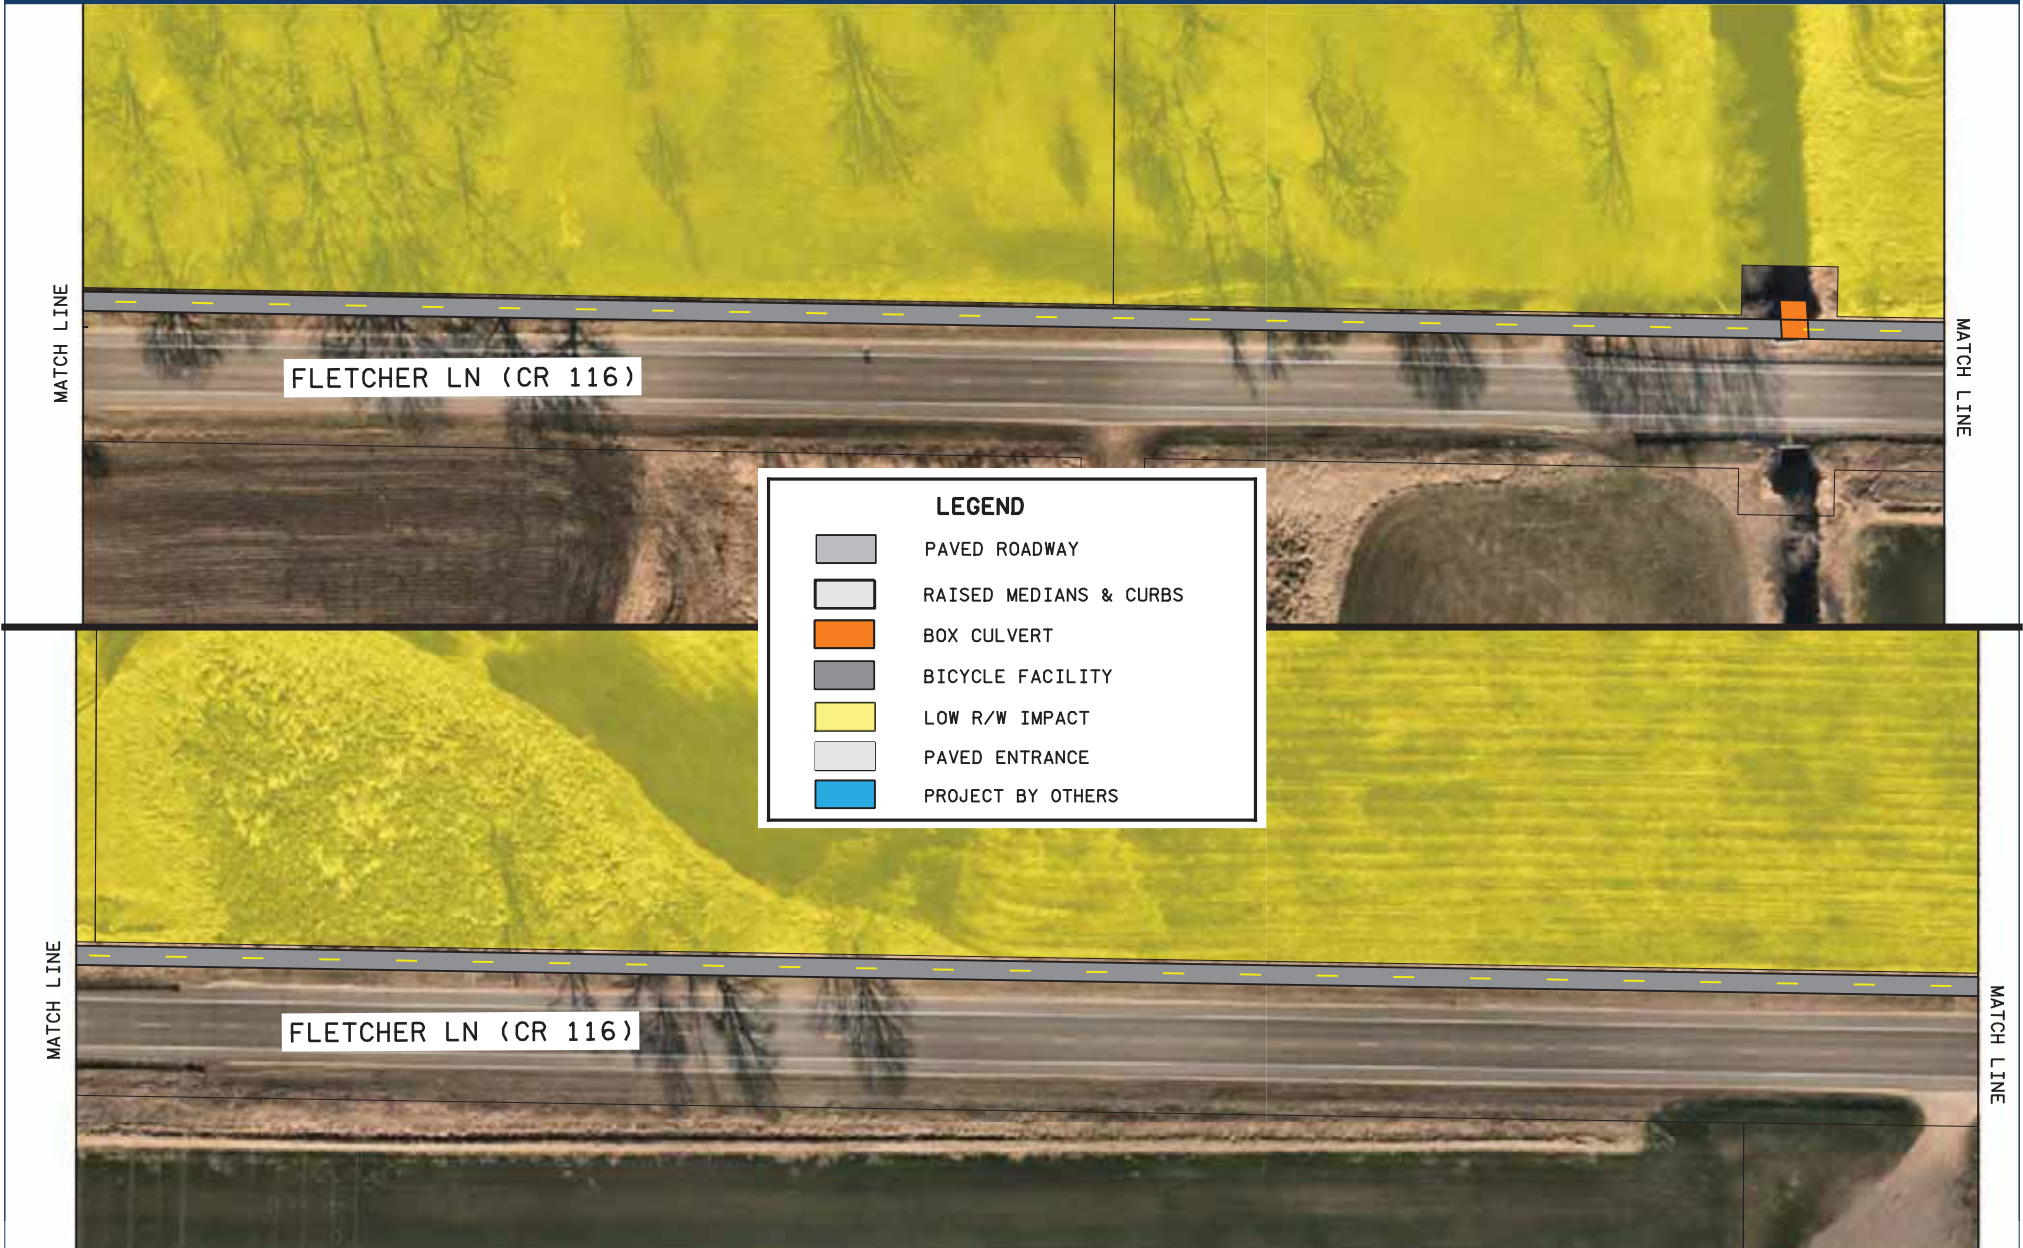 MATCH LINE
FLETCHER LN (CR 116)
MATCH LINE
LEGEND
PAVED ROADWAY
RAISED MEDIANS & CURBS
BOX CULVERT
BICYCLE FACILITY
LOW R/W IMPACT
PAVED ENTRANCE
PROJECT BY OTHERS
MATCH LINE
FLETCHER LN (CR 116)
MATCH LINE